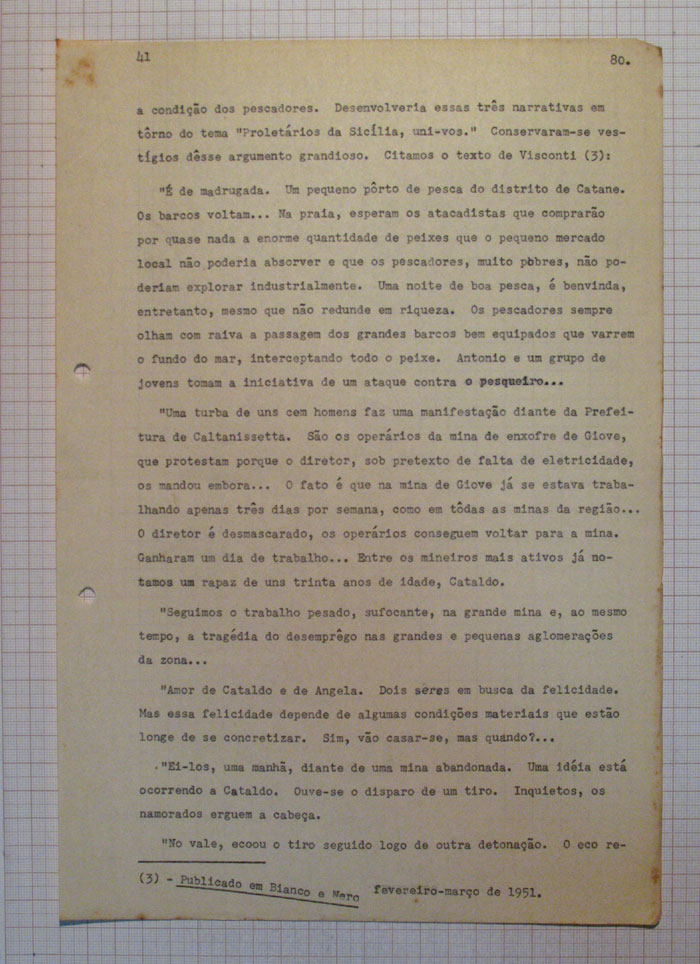 41
80.
a condição dos pescadores. Desenvolveria essas três narrativas em
tôrno do tema "Proletários da Sicília, uni-vos." Conservaram-se ves-
tígios dêsse argumento grandioso. Citamos o texto de Visconti (3):
"É de madrugada. Um pequeno pôrto de pesca do distrito de Catane.
Os barcos voltam... Na praia, esperam os atacadistas que comprarão
por quase nada a enorme quantidade de peixes que o pequeno mercado
local não poderia absorver e que os pescadores, muito pobres, não po-
deriam explorar industrialmente. Uma noite de boa pesca, é benvinda,
entretanto, mesmo que não redunde em riqueza. Os pescadores sempre
olham com raiva a passagem dos grandes barcos bem equipados que varrem
o fundo do mar, interceptando todo o peixe. Antonio e um grupo de
jovens tomam a iniciativa de um ataque contra o pesqueiro...
"Uma turba de uns cem homens faz uma manifestação diante da Prefei-
tura de Caltanissetta. São os operários da mina de enxofre de Giove,
que protestam porque o diretor, sob pretexto de falta de eletricidade,
os mandou embora... O fato é que na mina de Giove já se estava traba-
lhando apenas três dias por semana, como em tôdas as minas da região...
O diretor é desmascarado, os operários conseguem voltar para a mina.
Ganharam um dia de trabalho... Entre os mineiros mais ativos já no-
tamos um rapaz de uns trinta anos de idade, Cataldo.
"Seguimos o trabalho pesado, sufocante, na grande mina e, ao mesmo
tempo, a tragédia do desemprêgo nas grandes e pequenas aglomerações
da zona...
"Amor de Cataldo e de Angela. Dois seres em busca da felicidade.
Mas essa felicidade depende de algumas condições materiais que estão
longe de se concretizar. Sim, vão casar-se, mas quando?...
"Ei-los, uma manhã, diante de uma mina abandonada. Uma idéia está
ocorrendo a Cataldo. Ouve-se o disparo de um tiro. Inquietos, os
namorados erguem a cabeça.
"No vale, ecoou o tiro seguido logo de outra detonação. O eco re-
(3) - Publicado em Bianco e Nero fevereiro-março de 1951.